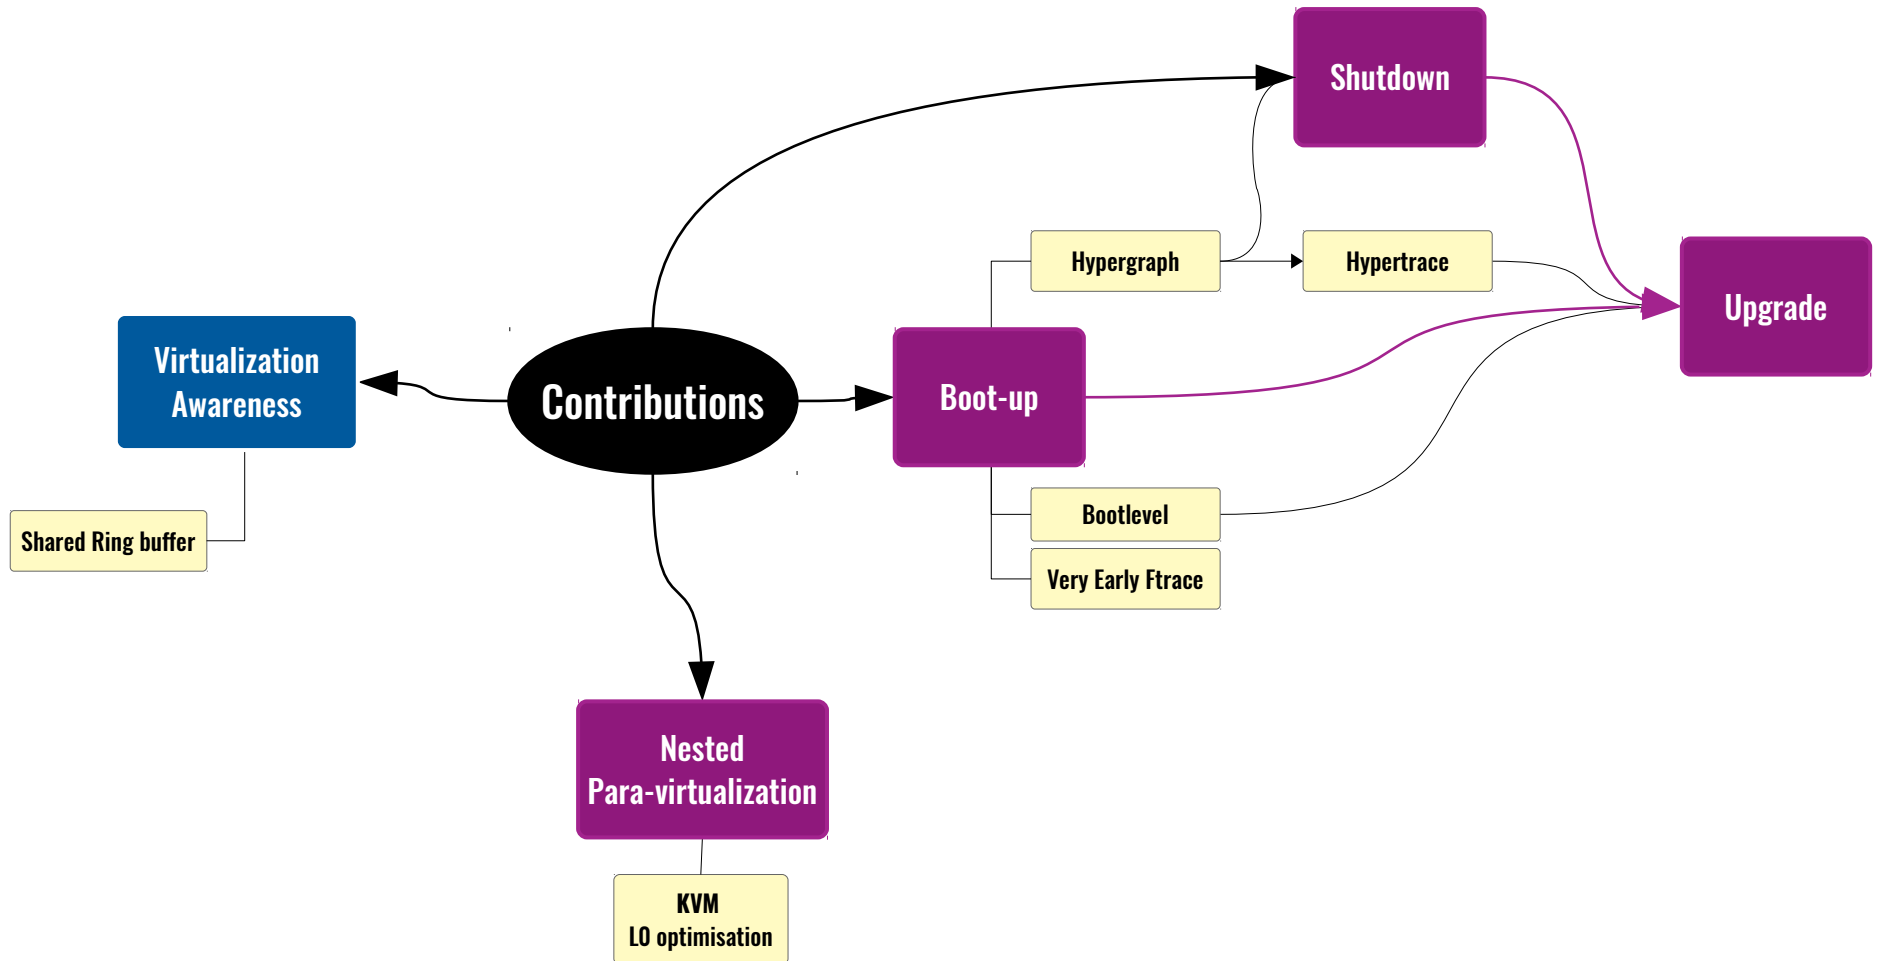 Shutdown
Hypergraph
Hypertrace
Upgrade
Virtualization
Awareness
Contributions
Boot-up
Shared Ring buffer
Bootlevel
Very Early Ftrace
Nested
Para-virtualization
KVM
L0 optimisation